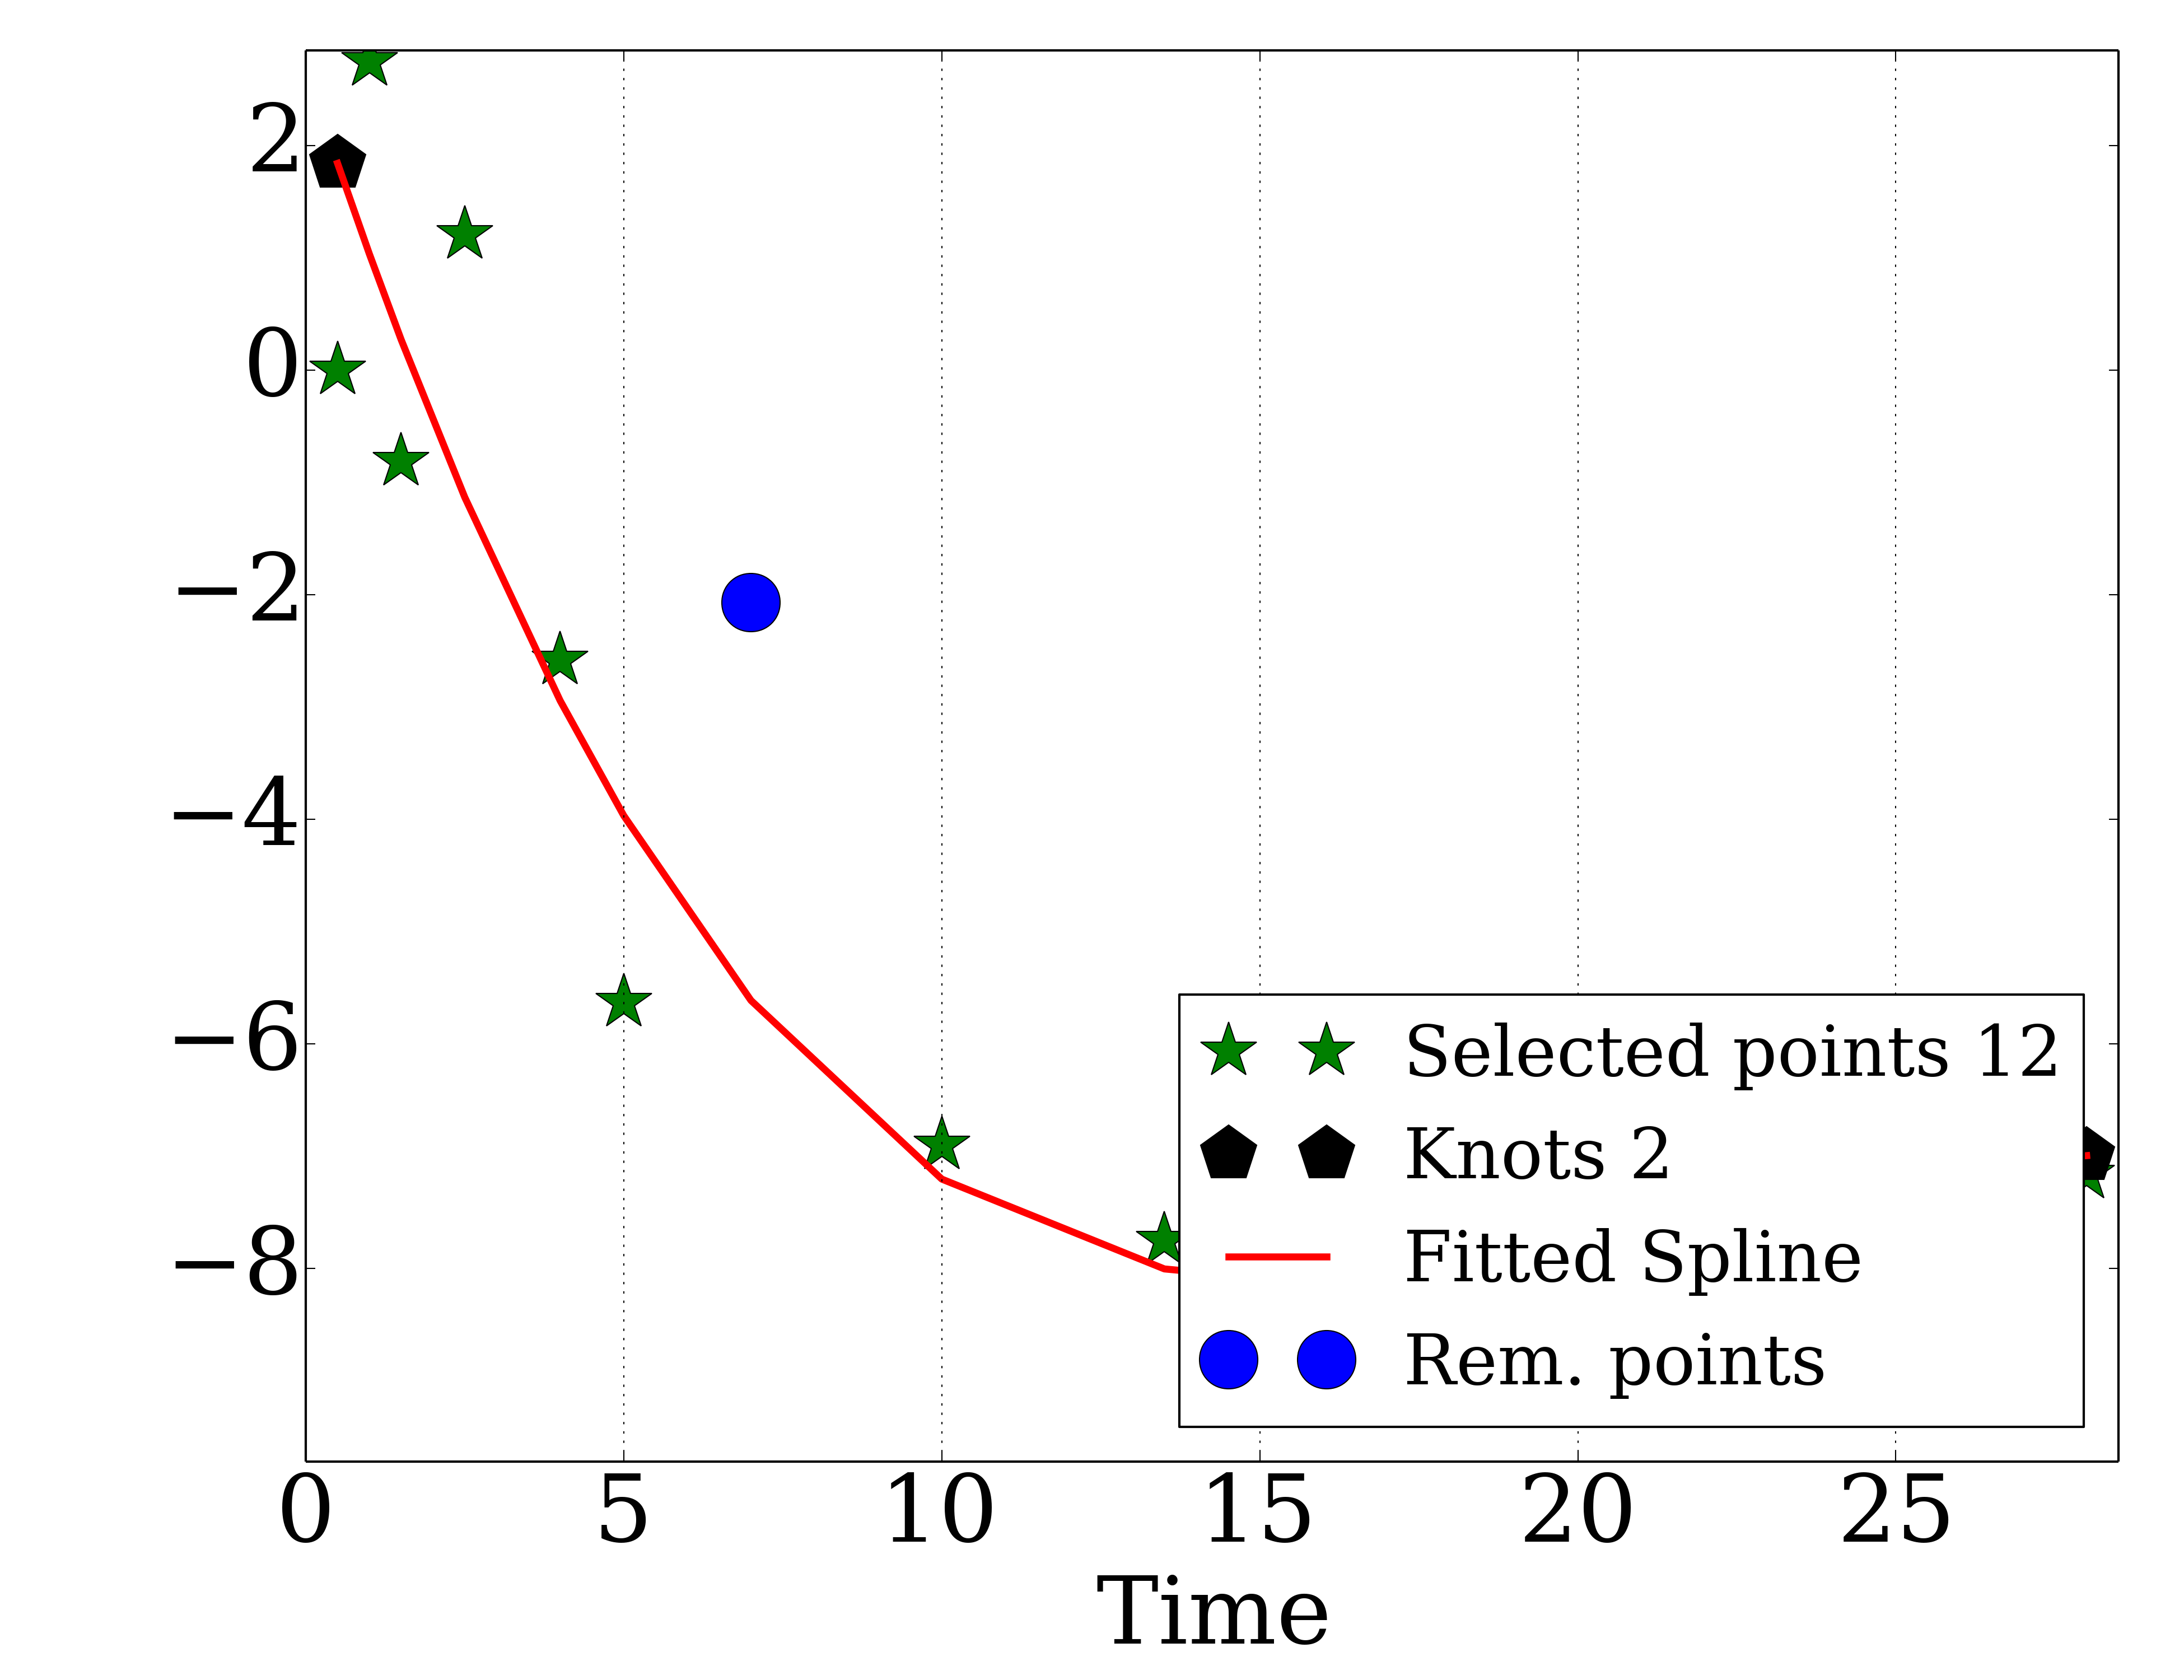 2
0
−2
−4
−6
−8
0 5 10 15 20 25
Time
Selected points 12
Knots 2
Fitted Spline
Rem. points